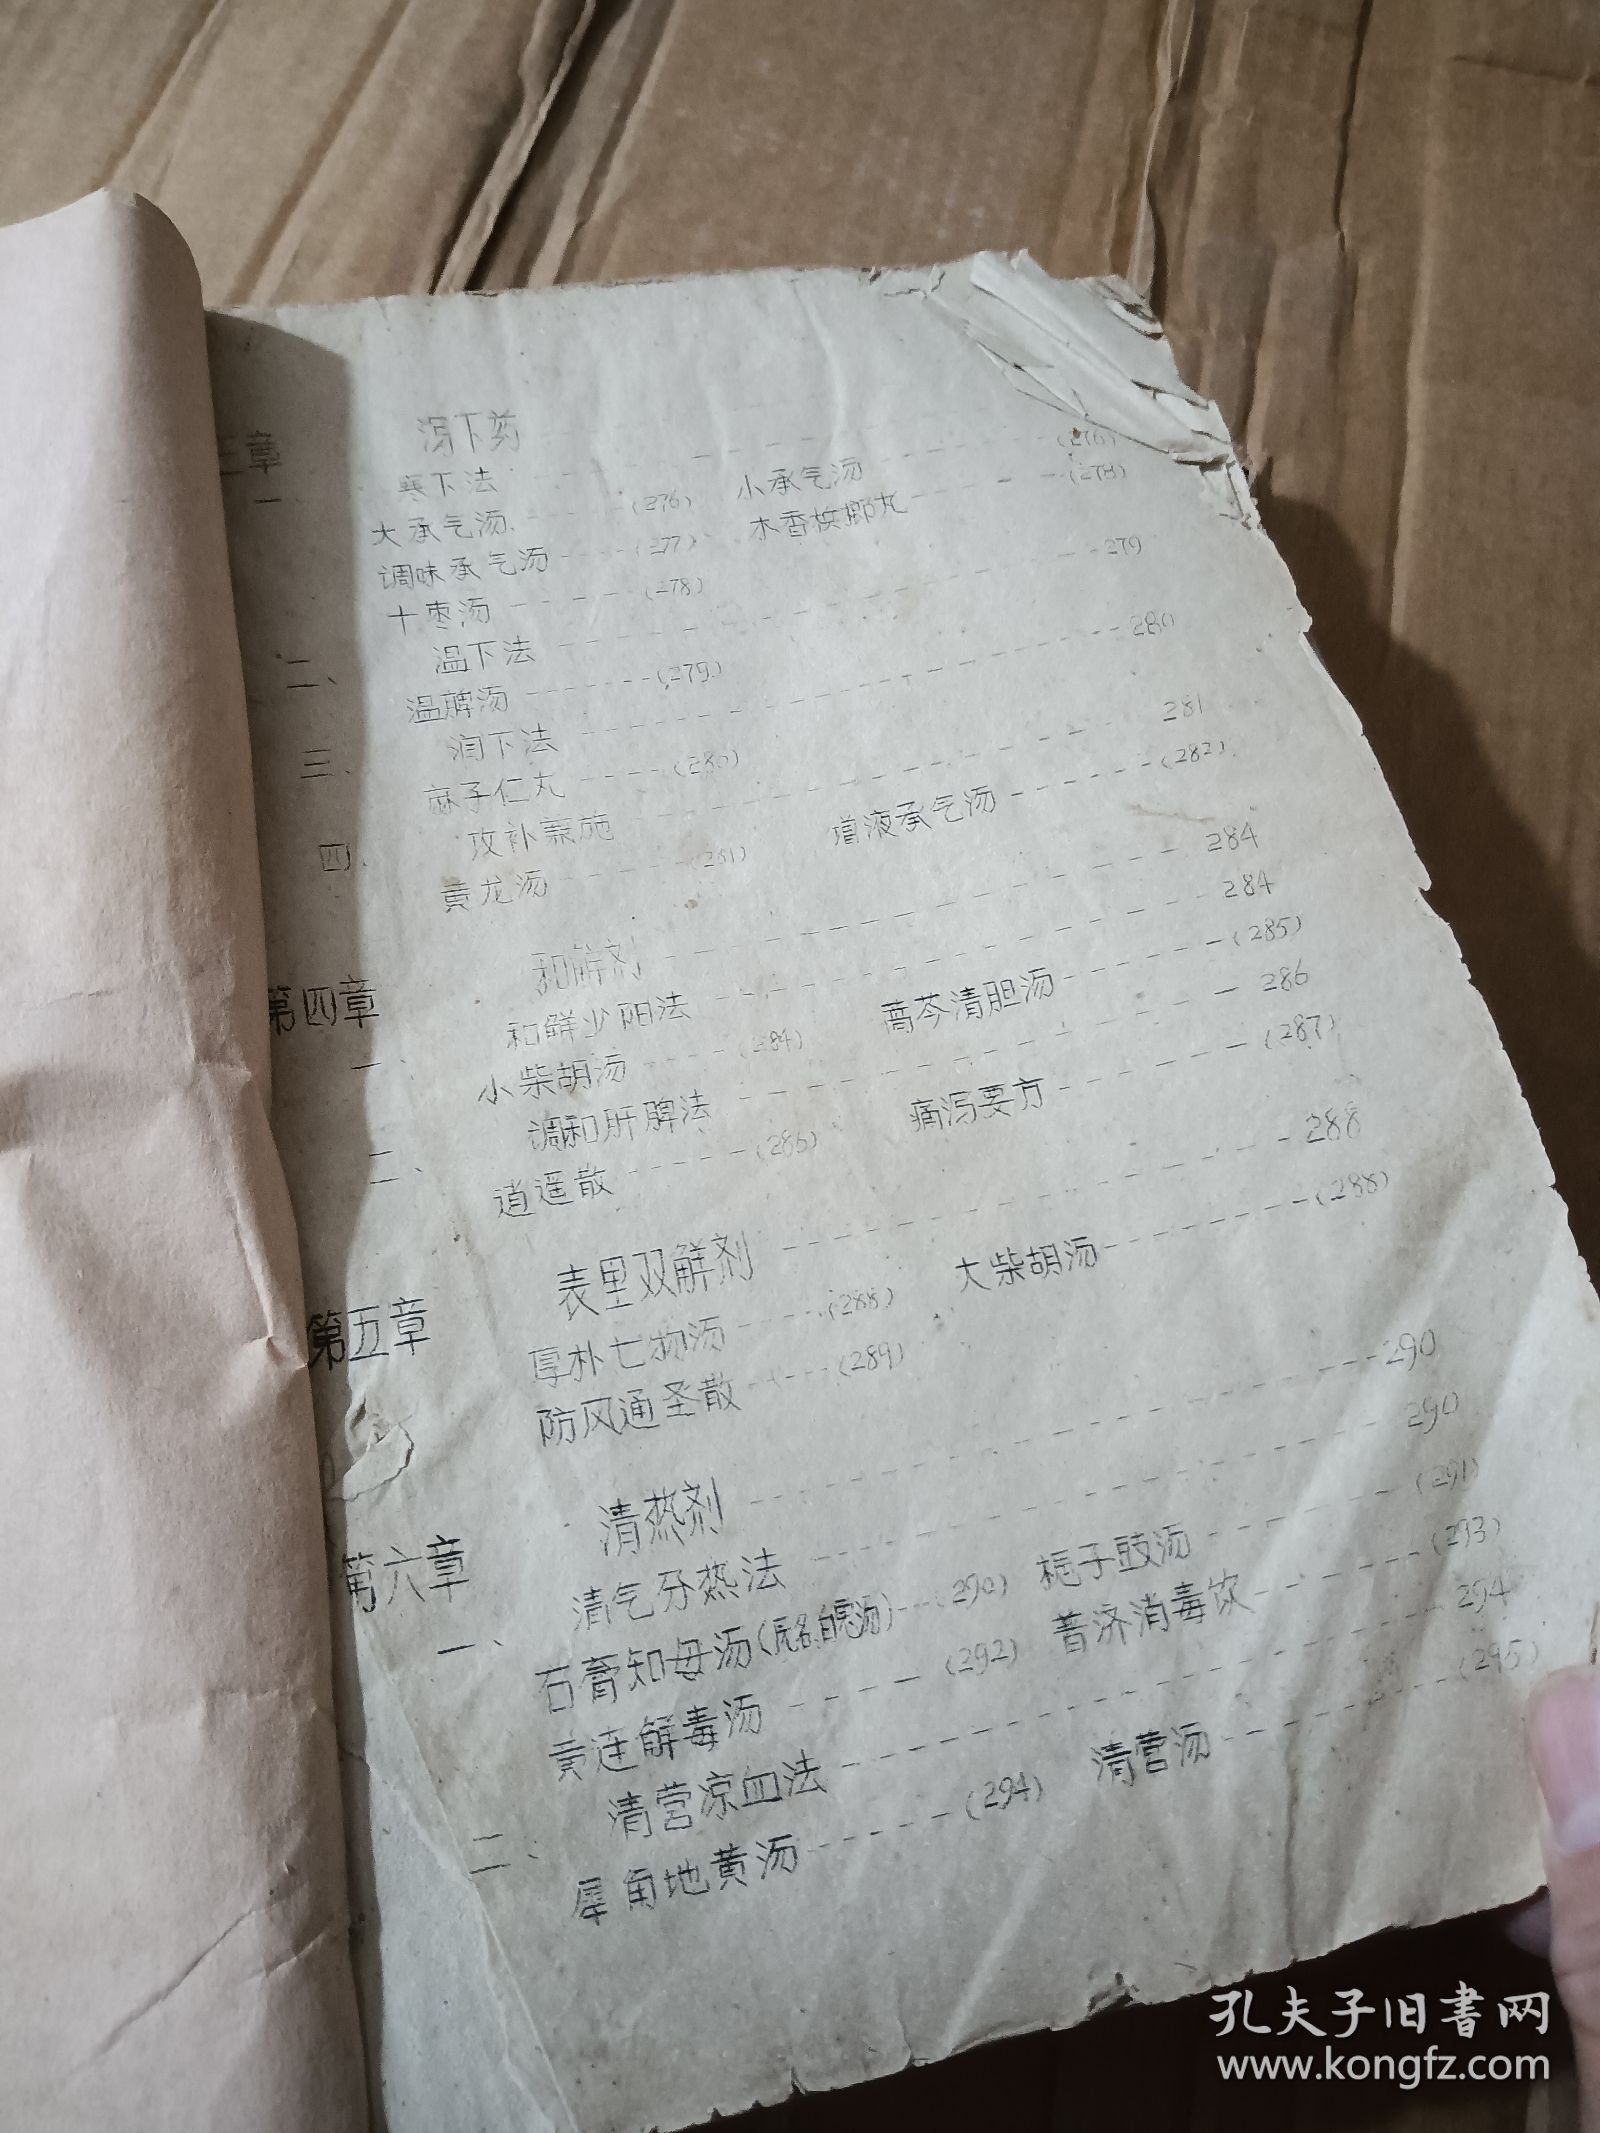 三章 泻下药
一、 寒下法
大承气汤 (276) 小承气汤 (276)
调味承气汤 (277) 木香槟榔丸 (278)
十枣汤 (278)
二、 温下法 279
温脾汤 (279)
三、 润下法 280
麻子仁丸 (280)
四、 攻补兼施 281
黄龙汤 (281) 增液承气汤 (282)
第四章 和解剂 284
一、 和解少阳法 284
小柴胡汤 (284) 蒿芩清胆汤 (285)
二、 调和肝脾法 286
逍遥散 (286) 痛泻要方 (287)
第五章 表里双解剂 288
厚朴七物汤 (288) 大柴胡汤 (288)
防风通圣散 (289)
第六章 清热剂 290
一、 清气分热法 290
石膏知母汤(原名白虎汤) (290) 栀子豉汤 (291)
黄连解毒汤 (292) 普济消毒饮 (293)
二、 清营凉血法 294
犀角地黄汤 (294) 清营汤 (295)
孔夫子旧书网
www.kongfz.com